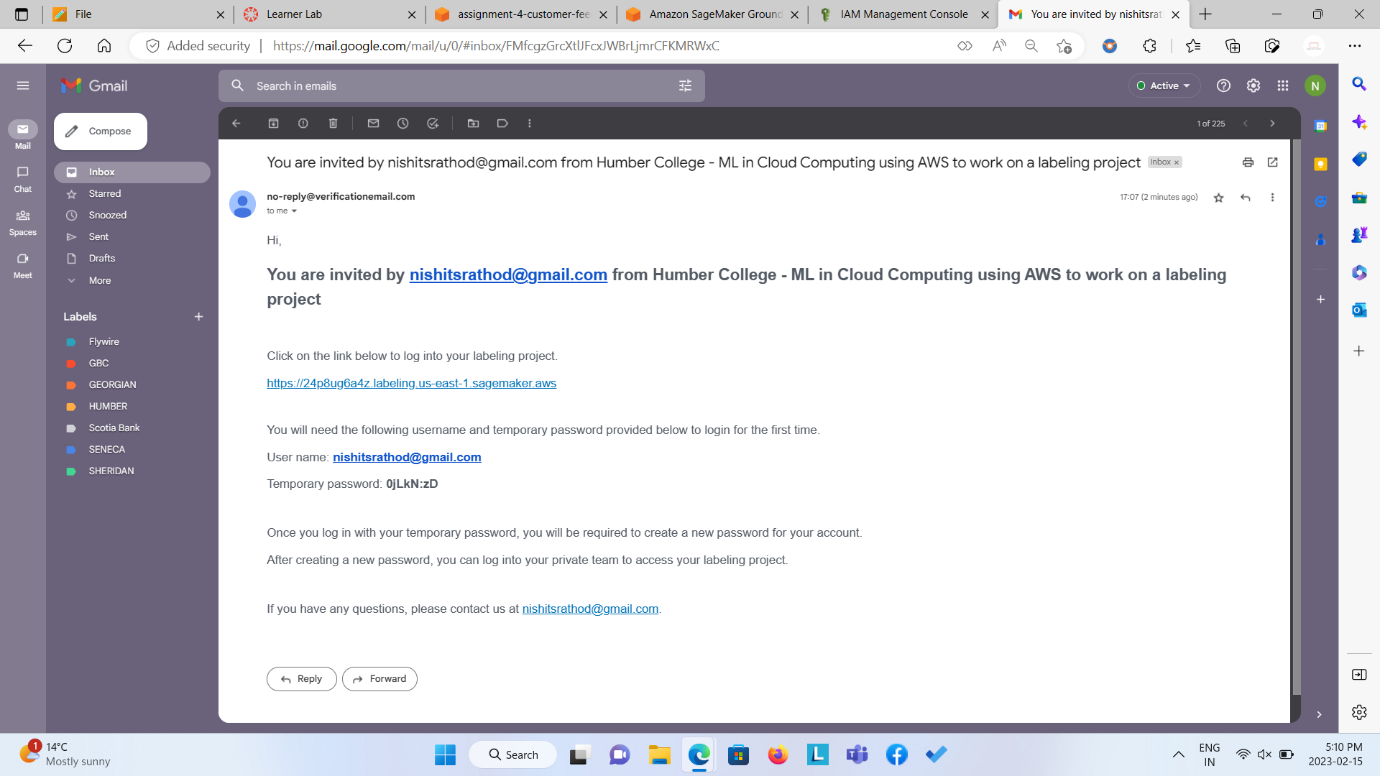 File
Learner Lab
assignment-4-customer-fee
Amazon SageMaker Ground
IAM Management Console
You are invited by nishitsrat
Added security
https://mail.google.com/mail/u/0/#inbox/FMfcgzGrcXtlJFcxJWBrLjmrCFKMRWxC
Gmail
Search in emails
Active
N
Mail
Chat
Spaces
Meet
Compose
Inbox
Starred
Snoozed
Sent
Drafts
More
Labels
Flywire
GBC
GEORGIAN
HUMBER
Scotia Bank
SENECA
SHERIDAN
1 of 225
You are invited by nishitsrathod@gmail.com from Humber College - ML in Cloud Computing using AWS to work on a labeling project
Inbox x
no-reply@verificationemail.com
to me
17:07 (2 minutes ago)
Hi,
You are invited by nishitsrathod@gmail.com from Humber College - ML in Cloud Computing using AWS to work on a labeling
project
Click on the link below to log into your labeling project.
https://24p8ug6a4z.labeling.us-east-1.sagemaker.aws
You will need the following username and temporary password provided below to login for the first time.
User name: nishitsrathod@gmail.com
Temporary password: 0jLkN:zD
Once you log in with your temporary password, you will be required to create a new password for your account.
After creating a new password, you can log into your private team to access your labeling project.
If you have any questions, please contact us at nishitsrathod@gmail.com.
Reply
Forward
1
14°C
Mostly sunny
Search
L
ENG
IN
5:10 PM
2023-02-15